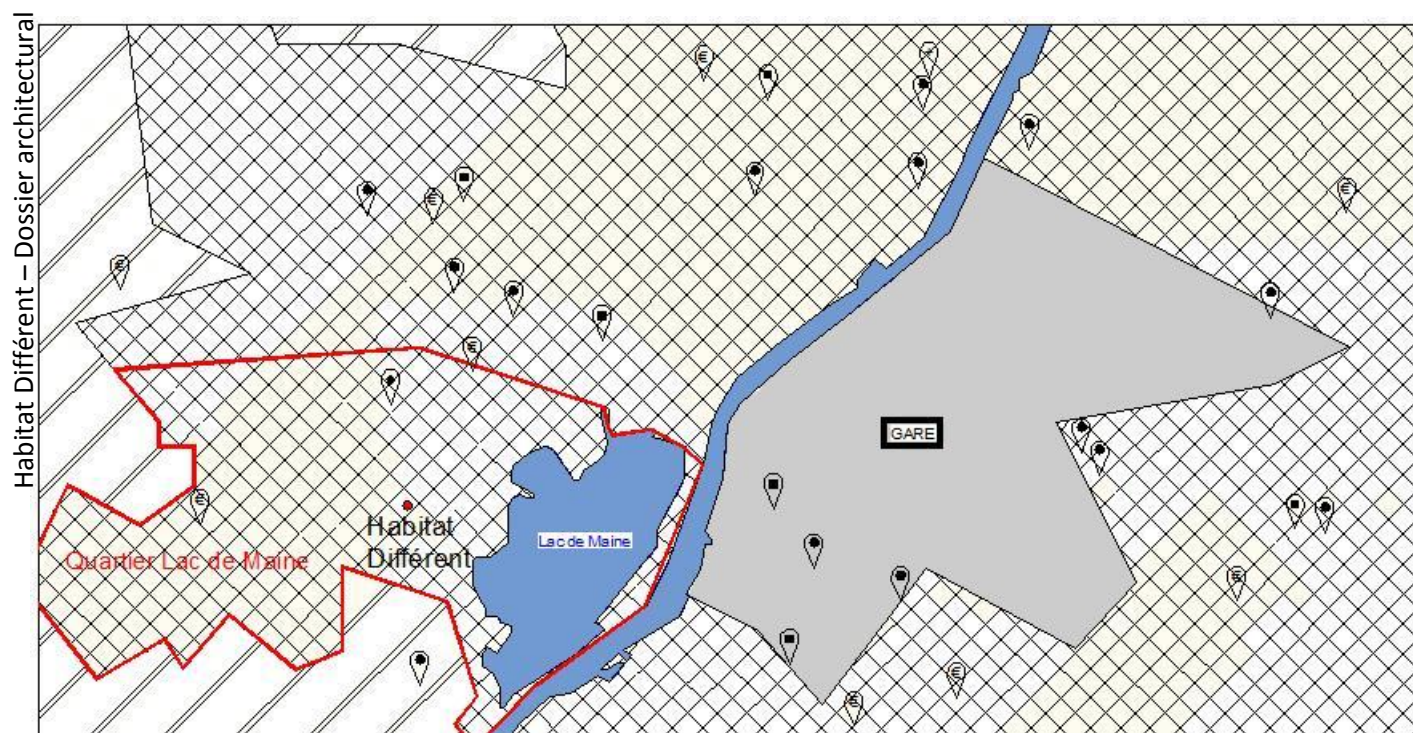 Habitat Différent – Dossier architectural
€
€
€
€
€
GARE
€
Habitat
Différent
Lac de Maine
Quartier Lac de Maine
€
€
€